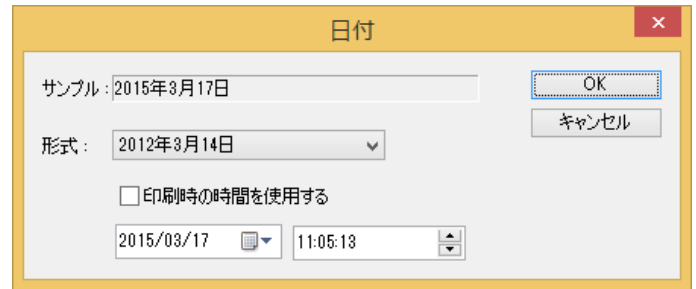 日付
サンプル：2015年3月17日
OK
キャンセル
形式： 2012年3月14日
印刷時の時間を使用する
2015/03/17 11:05:13